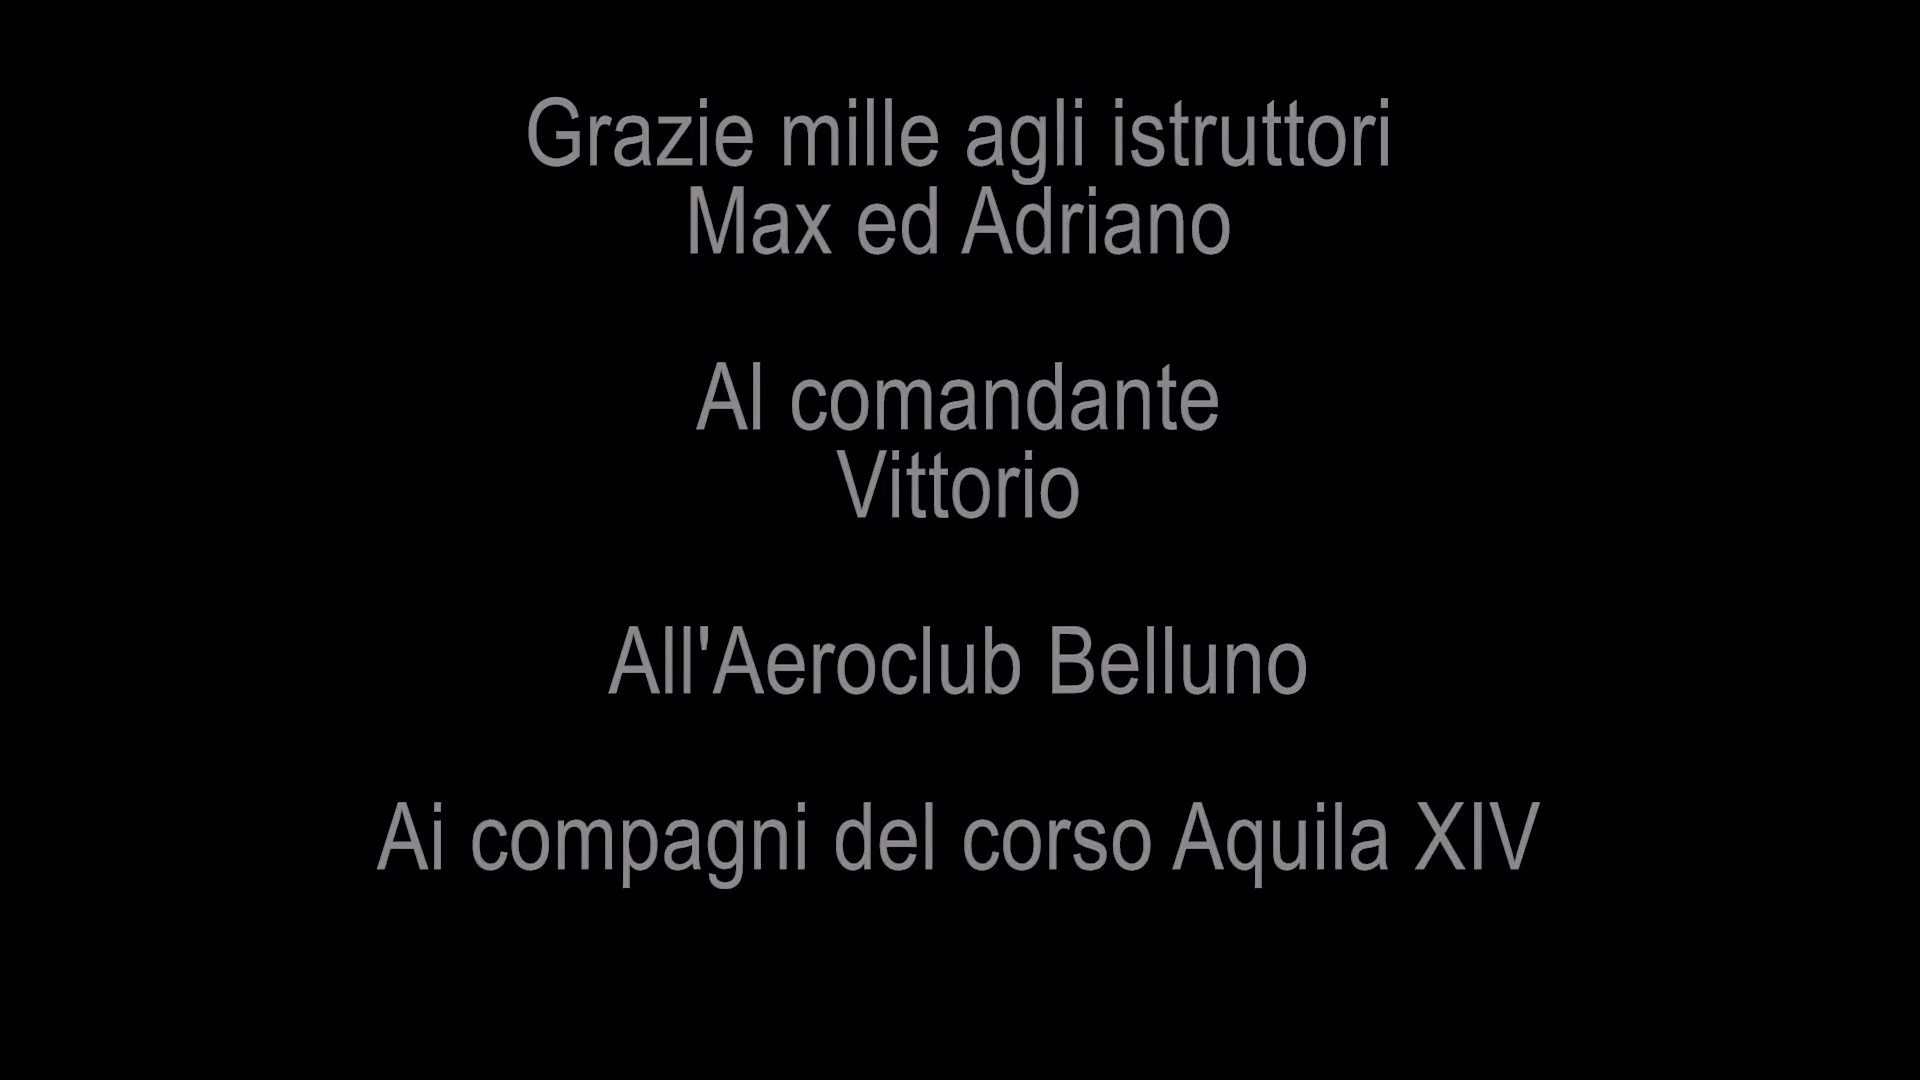 Grazie mille agli istruttori
Max ed Adriano
Al comandante
Vittorio
All'Aeroclub Belluno
Ai compagni del corso Aquila XIV